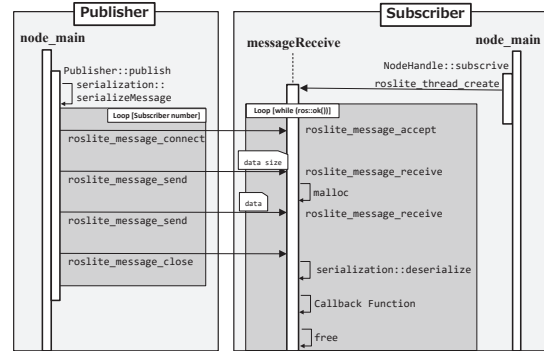 Publisher
Subscriber
node_main
messageReceive
node_main
Publisher::publish
serialization::
serializeMessage
NodeHandle::subscrive
roslite_thread_create
Loop [Subscriber number]
Loop [while (ros::ok())]
roslite_message_connect
roslite_message_accept
data size
roslite_message_send
roslite_message_receive
malloc
data
roslite_message_send
roslite_message_receive
roslite_message_close
serialization::deserialize
Callback Function
free